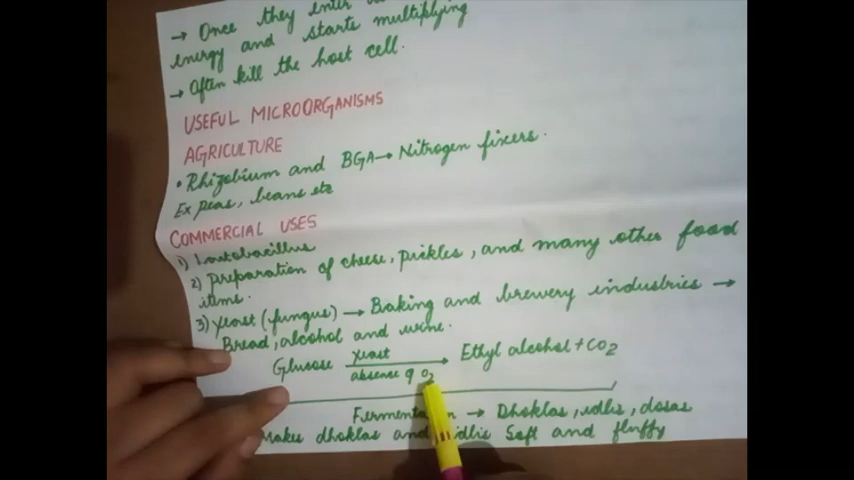 → Once they enter
energy and starts multiplying
→ Often kill the host cell.
USEFUL MICROORGANISMS
AGRICULTURE
• Rhizobium and BGA → Nitrogen fixers.
Ex peas, beans etc
COMMERCIAL USES
1) Lactobacillus
2) Preparation of cheese, pickles, and many other food
items.
3) Yeast (fungus) → Baking and brewery industries →
Bread, alcohol and wine.
Glucose yeast → Ethyl alcohol + CO2
absence of O2
Fermentation → Dhoklas, idlis, dosas
Makes dhoklas and idlis Soft and fluffy